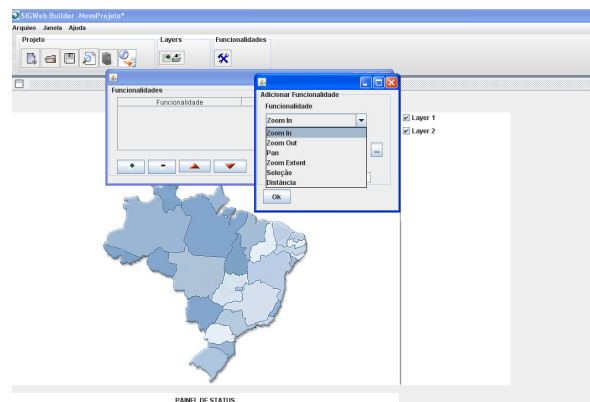 SIGWeb Builder -NovoProjeto*
Arquivo Janela Ajuda
Projeto Layers Funcionalidades
Funcionalidades
Funcionalidade
Adicionar Funcionalidade
Funcionalidade
Zoom In
Zoom In
Zoom Out
Pan
Zoom Extent
Seleção
Distância
...
Ok
Layer 1
Layer 2
PAINEL DE STATUS